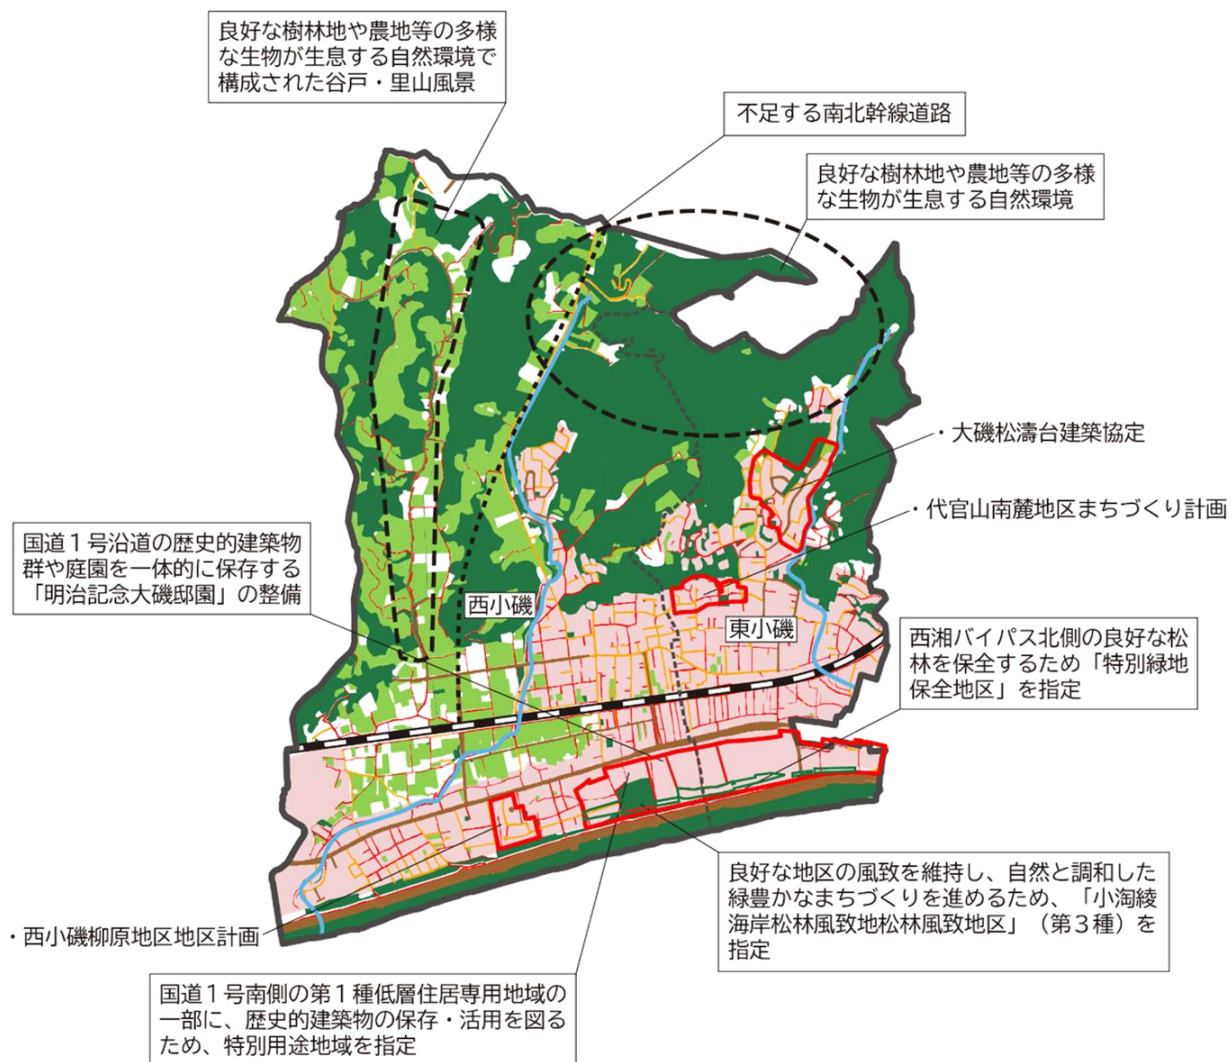 良好な樹林地や農地等の多様
な生物が生息する自然環境で
構成された谷戸・里山風景
不足する南北幹線道路
良好な樹林地や農地等の多様
な生物が生息する自然環境
・大磯松濤台建築協定
・代官山南麓地区まちづくり計画
国道1号沿道の歴史的建築物
群や庭園を一体的に保存する
「明治記念大磯邸園」の整備
西小磯
東小磯
西湘バイパス北側の良好な松
林を保全するため「特別緑地
保全地区」を指定
良好な地区の風致を維持し、自然と調和した
緑豊かなまちづくりを進めるため、「小淘綾
海岸松林風致地松林風致地区」（第3種）を
指定
・西小磯柳原地区地区計画
国道1号南側の第1種低層住居専用地域の
一部に、歴史的建築物の保存・活用を図る
ため、特別用途地域を指定